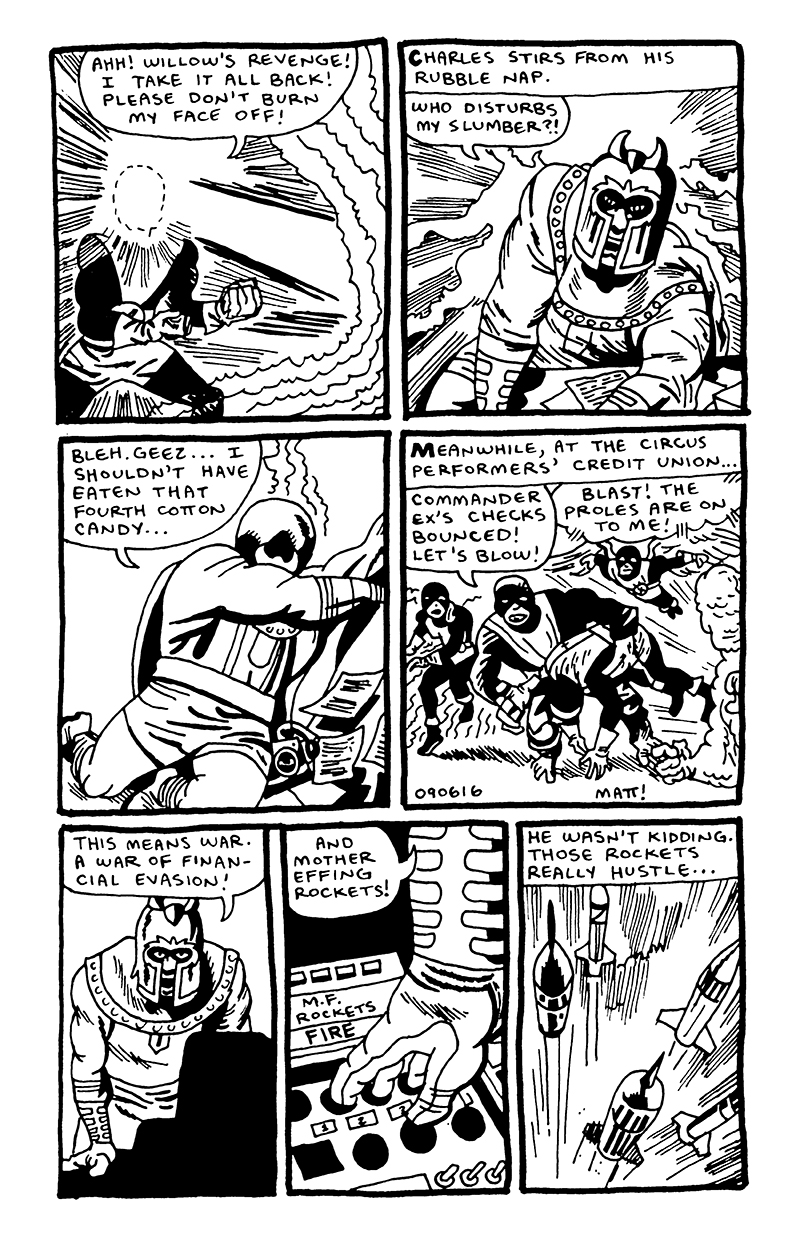 AHH! WILLOW'S REVENGE!
I TAKE IT ALL BACK!
PLEASE DON'T BURN
MY FACE OFF!
CHARLES STIRS FROM HIS
RUBBLE NAP.
WHO DISTURBS
MY SLUMBER?!
BLEH. GEEZ... I
SHOULDN'T HAVE
EATEN THAT
FOURTH COTTON
CANDY...
MEANWHILE, AT THE CIRCUS
PERFORMERS' CREDIT UNION...
COMMANDER
EX'S CHECKS
BOUNCED!
LET'S BLOW!
BLAST! THE
PROLES ARE ON
TO ME!
090616
MATT!
THIS MEANS WAR.
A WAR OF FINAN-
CIAL EVASION!
AND
MOTHER
EFFING
ROCKETS!
M.F.
ROCKETS
FIRE
1 2 3
HE WASN'T KIDDING.
THOSE ROCKETS
REALLY HUSTLE...